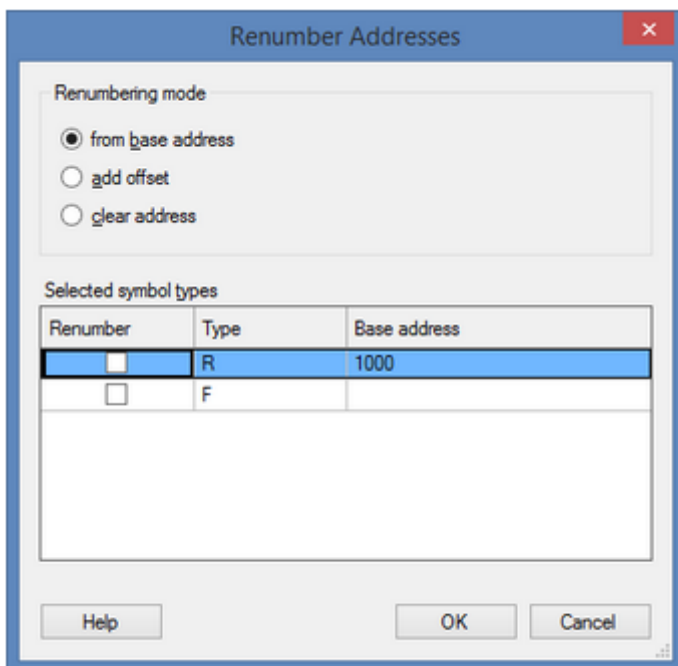 Renumber Addresses
Renumbering mode
from base address
add offset
clear address
Selected symbol types
Renumber Type Base address
R 1000
F
Help OK Cancel